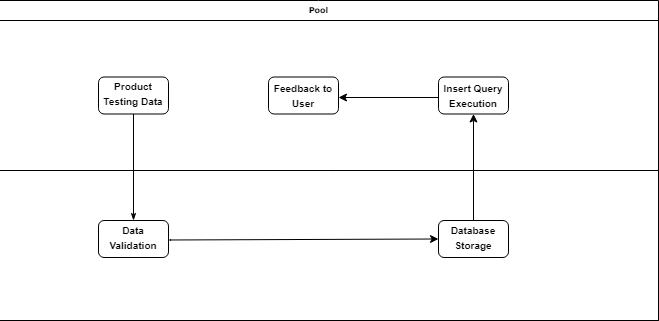 Pool
Product
Testing Data
Feedback to
User
Insert Query
Execution
Data
Validation
Database
Storage